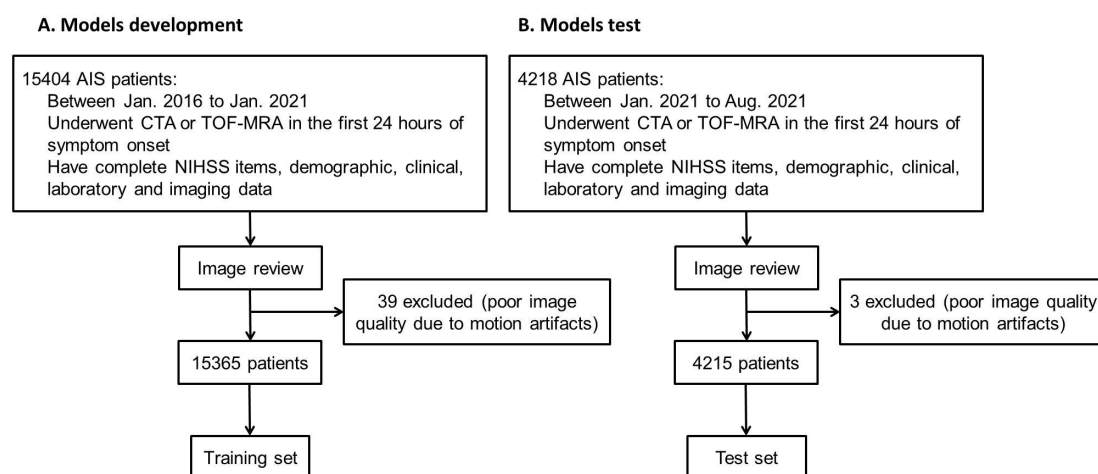 A. Models development
15404 AIS patients:
Between Jan. 2016 to Jan. 2021
Underwent CTA or TOF-MRA in the first 24 hours of
symptom onset
Have complete NIHSS items, demographic, clinical,
laboratory and imaging data
Image review
39 excluded (poor image
quality due to motion artifacts)
15365 patients
Training set
B. Models test
4218 AIS patients:
Between Jan. 2021 to Aug. 2021
Underwent CTA or TOF-MRA in the first 24 hours of
symptom onset
Have complete NIHSS items, demographic, clinical,
laboratory and imaging data
Image review
3 excluded (poor image quality
due to motion artifacts)
4215 patients
Test set